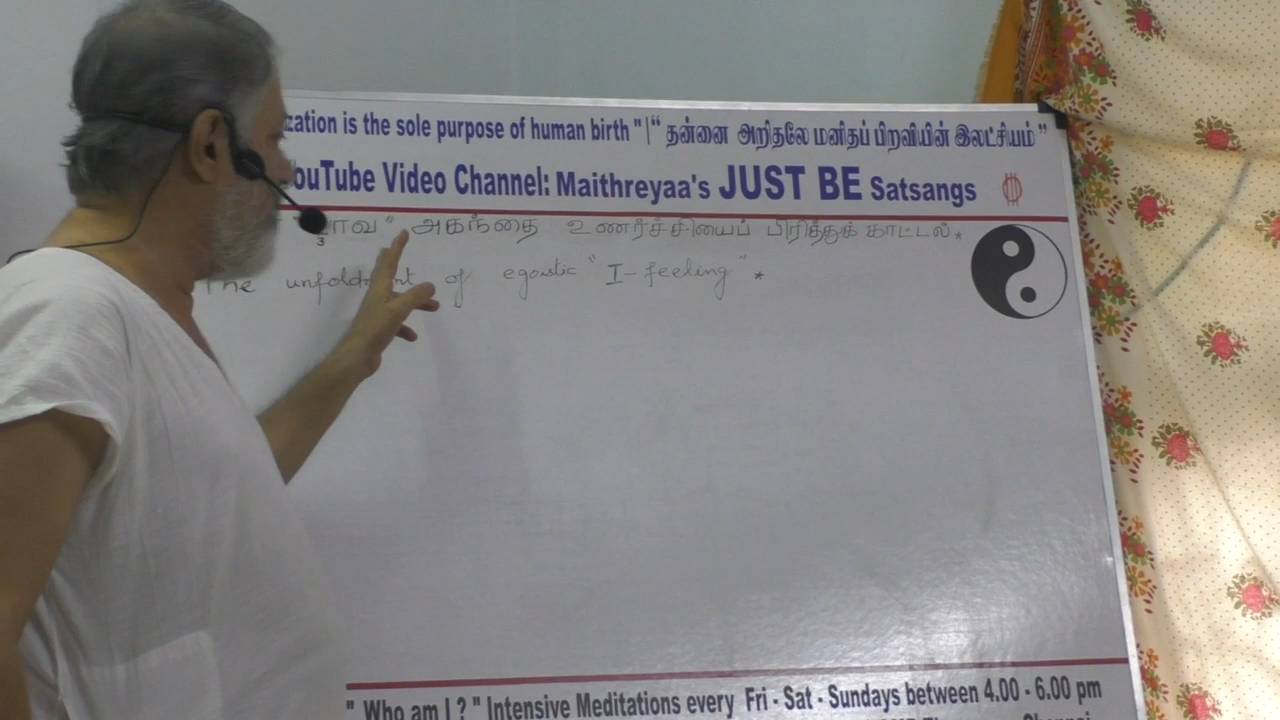 zation is the sole purpose of human birth " | “ தன்னை அறிதலே மனிதப் பிறவியின் இலட்சியம் ”
ouTube Video Channel: Maithreyaa's JUST BE Satsangs
" அகந்தை உணர்ச்சியைப் பிரித்துக் காட்டல் *
The of egoistic " I - feeling " *
" Who am I ? " Intensive Meditations every Fri - Sat - Sundays between 4.00 - 6.00 pm